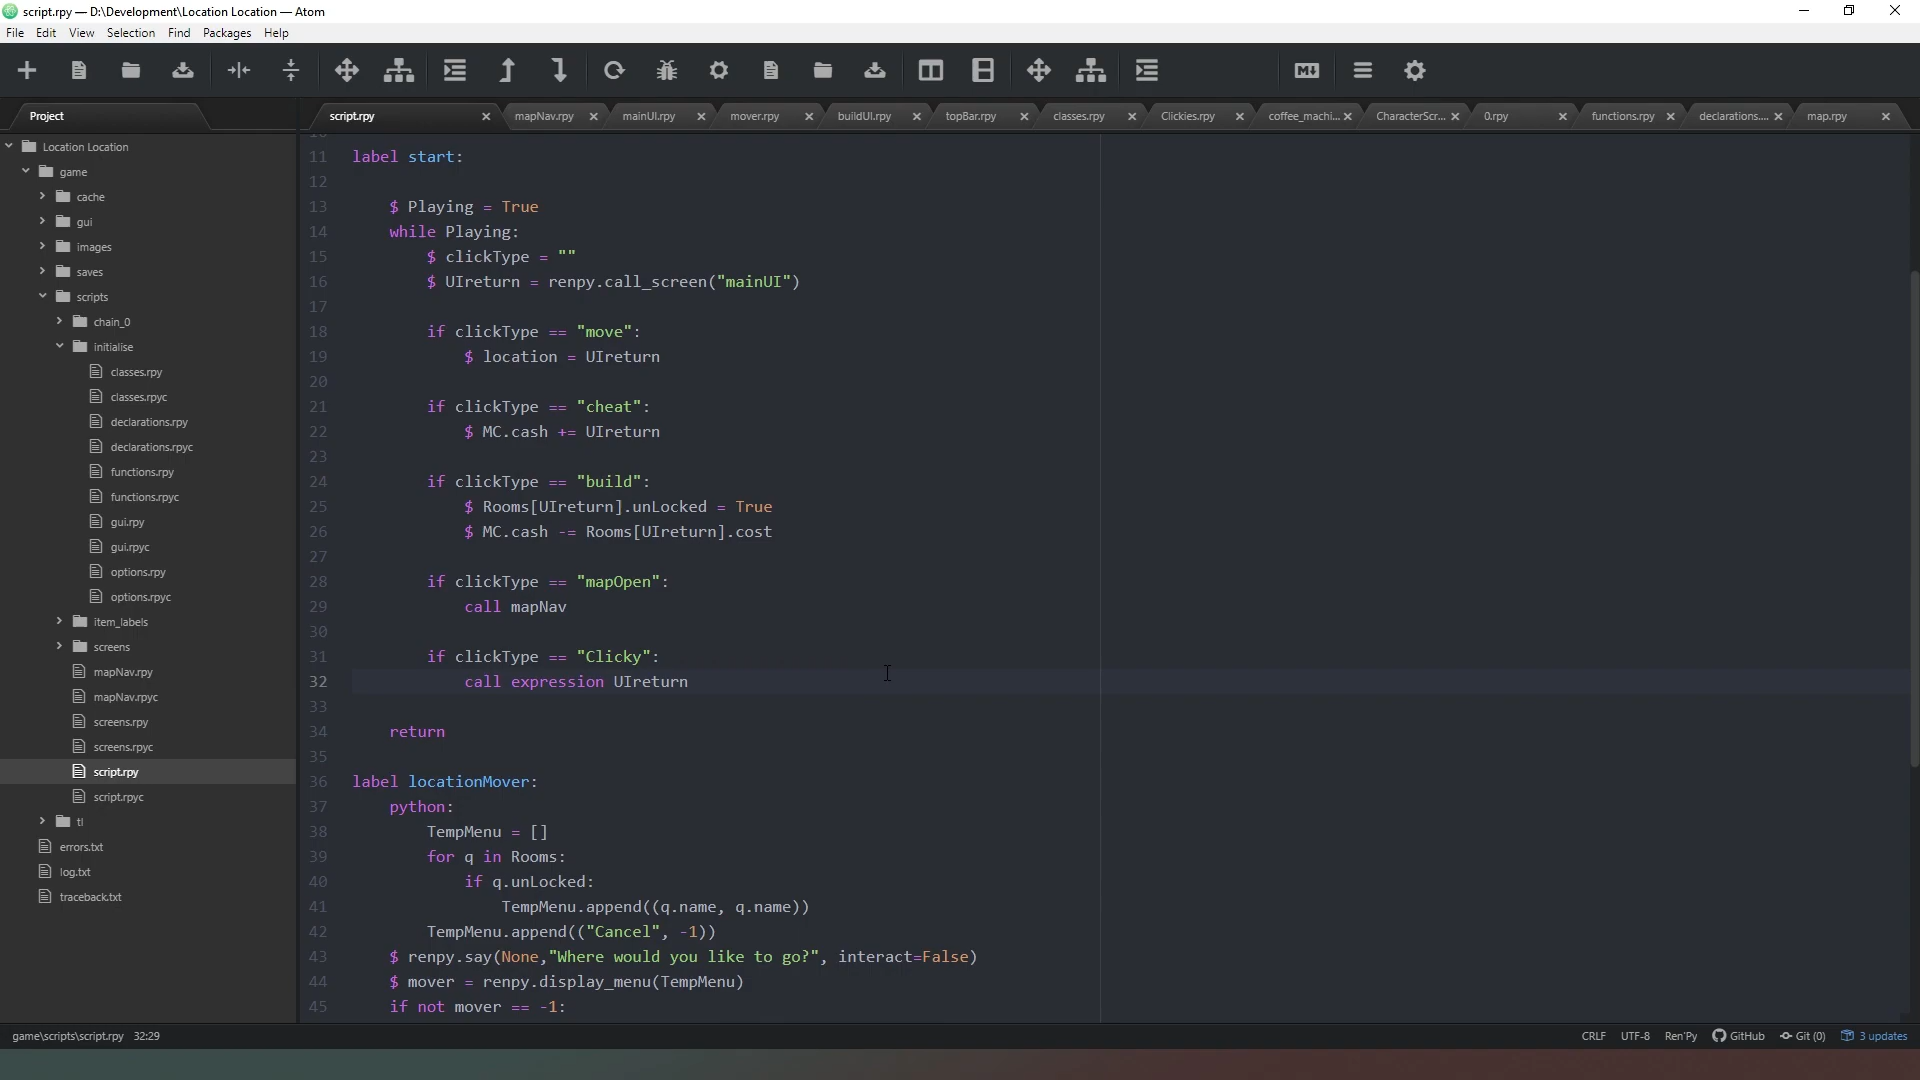 script.rpy — D:\Development\Location Location — Atom
File Edit View Selection Find Packages Help
Project
script.rpy mapNav.rpy mainUI.rpy mover.rpy buildUI.rpy topBar.rpy classes.rpy Clickies.rpy coffee_machi... CharacterScr... 0.rpy functions.rpy declarations.... map.rpy
Location Location
game
cache
gui
images
saves
scripts
chain_0
initialise
classes.rpy
classes.rpyc
declarations.rpy
declarations.rpyc
functions.rpy
functions.rpyc
gui.rpy
gui.rpyc
options.rpy
options.rpyc
item_labels
screens
mapNav.rpy
mapNav.rpyc
screens.rpy
screens.rpyc
script.rpy
script.rpyc
tl
errors.txt
log.txt
traceback.txt
11 label start:
12
13 $ Playing = True
14 while Playing:
15 $ clickType = ""
16 $ UIreturn = renpy.call_screen("mainUI")
17
18 if clickType == "move":
19 $ location = UIreturn
20
21 if clickType == "cheat":
22 $ MC.cash += UIreturn
23
24 if clickType == "build":
25 $ Rooms[UIreturn].unLocked = True
26 $ MC.cash -= Rooms[UIreturn].cost
27
28 if clickType == "mapOpen":
29 call mapNav
30
31 if clickType == "Clicky":
32 call expression UIreturn
33
34 return
35
36 label locationMover:
37 python:
38 TempMenu = []
39 for q in Rooms:
40 if q.unLocked:
41 TempMenu.append((q.name, q.name))
42 TempMenu.append(("Cancel", -1))
43 $ renpy.say(None,"Where would you like to go?", interact=False)
44 $ mover = renpy.display_menu(TempMenu)
45 if not mover == -1:
game\scripts\script.rpy 32:29
CRLF UTF-8 Ren'Py GitHub Git (0) 3 updates